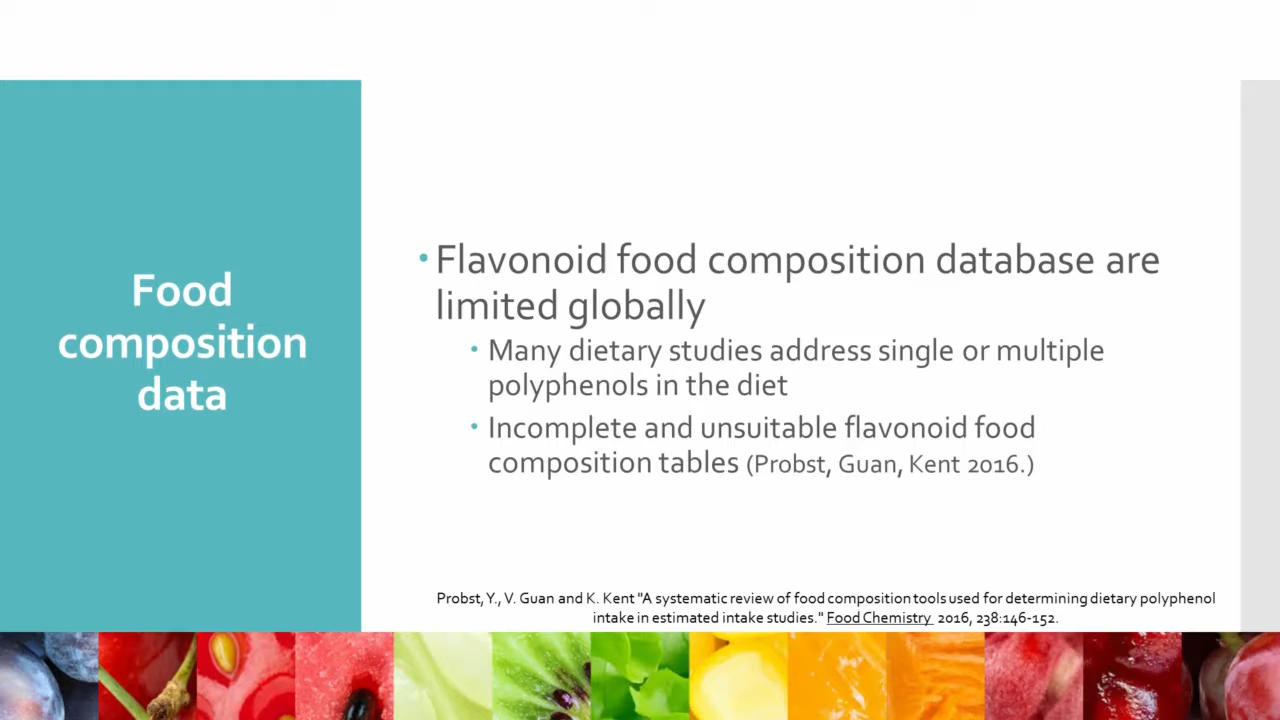 Food
composition
data
• Flavonoid food composition database are
limited globally
• Many dietary studies address single or multiple
polyphenols in the diet
• Incomplete and unsuitable flavonoid food
composition tables (Probst, Guan, Kent 2016.)
Probst, Y., V. Guan and K. Kent "A systematic review of food composition tools used for determining dietary polyphenol
intake in estimated intake studies." Food Chemistry 2016, 238:146-152.